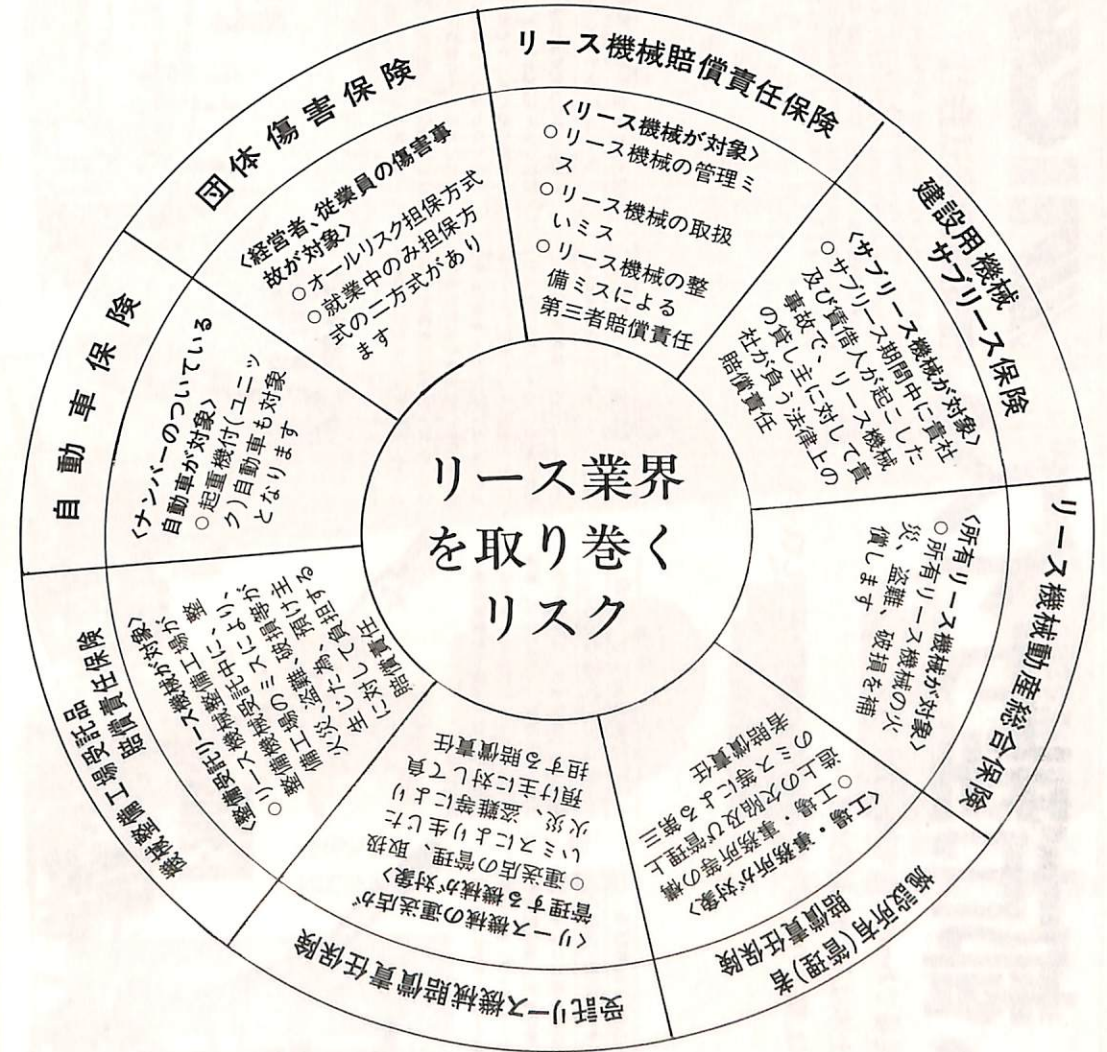 リース業界
を取り巻く
リスク
リース機械賠償責任保険
〈リース機械が対象〉
○リース機械の管理ミ
ス
○リース機械の取扱
いミス
○リース機械の整
備ミスによる
第三者賠償責任
建設用機械
サブリース保険
〈サブリース機械が対象〉
○サブリース期間中に貴社
及び賃借人が起こした
事故で、リース機械
の貸し主に対して貴
社が負う法律上の
賠償責任
リース機械動産総合保険
〈所有リース機械が対象〉
○所有リース機械の火
災、盗難、破損を補
償します
施設所有(管理)者
賠償責任保険
〈工場・事務所が対象〉
○工場・事務所等の構
造上の欠陥及び管理上
のミス等による第三
者賠償責任
受託リース機械賠償責任保険
〈リース機械の運送店が
管理する機械が対象〉
○運送店の管理、取扱
いミスにより生じた
火災、盗難等により
預け主に対して負
担する賠償責任
機械整備工場受託品
賠償責任保険
〈整備受託リース機械が対象〉
○リース機械整備工場が整
備機械受託中に、
整備工場のミスにより、
火災、盗難、破損等が
生じた為、預け主
に対して負担する
賠償責任
自動車保険
〈ナンバーのついている
自動車が対象〉
○起重機付(ユニッ
ク)自動車も対象
となります
団体傷害保険
〈経営者、従業員の傷害事
故が対象〉
○オールリスク担保方式
○就業中のみ担保方
式の二方式があり
ます